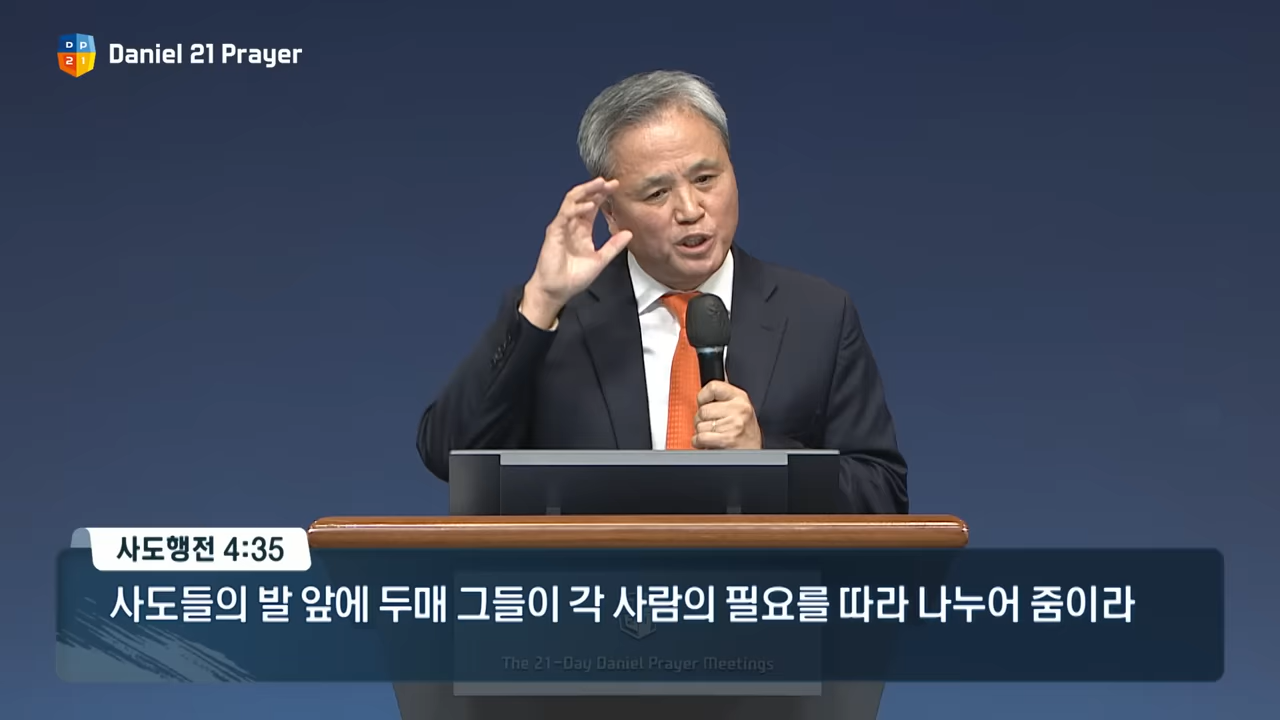 DP
21
Daniel 21 Prayer
사도행전 4:35
사도들의 발 앞에 두매 그들이 각 사람의 필요를 따라 나누어 줌이라
The 21-Day Daniel Prayer Meetings